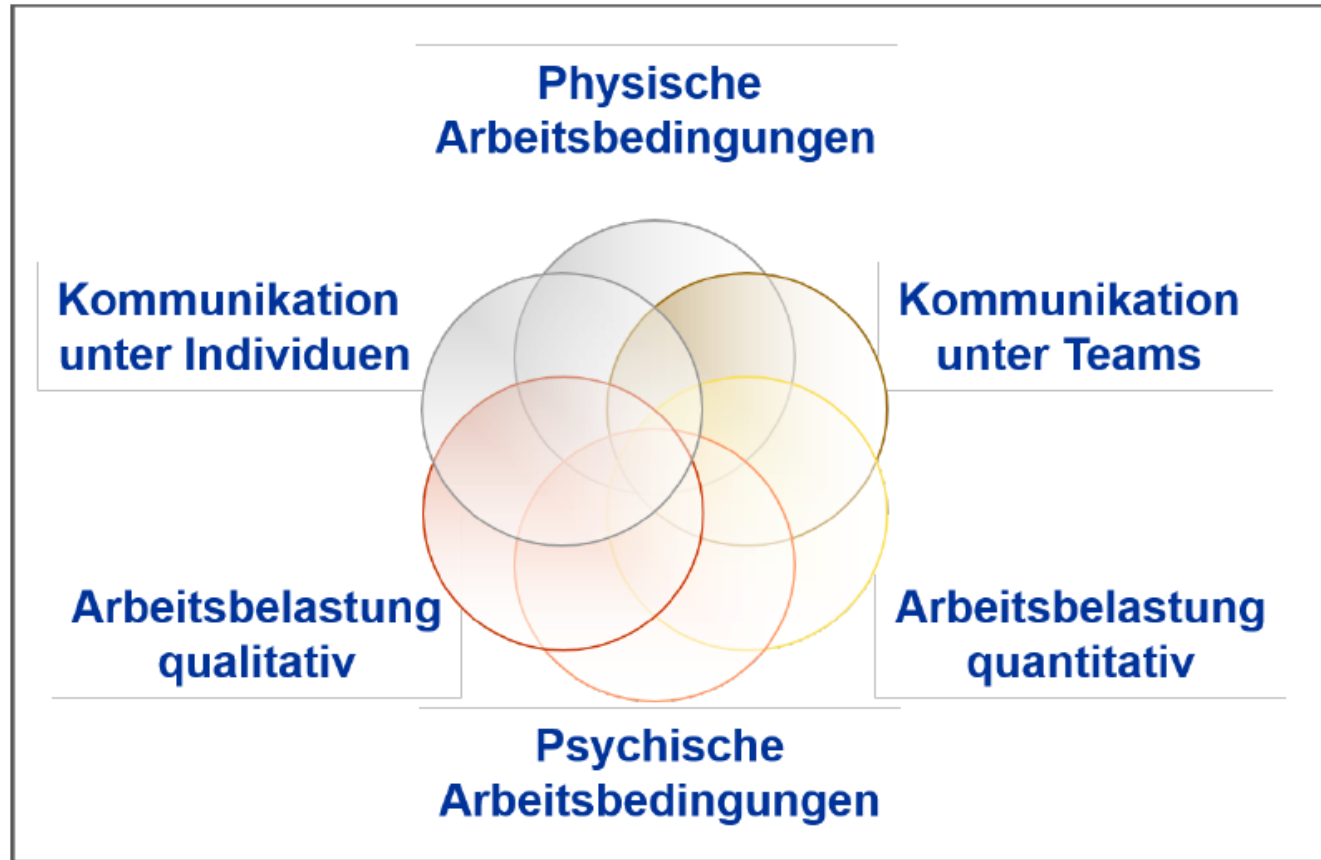 Physische
Arbeitsbedingungen
Kommunikation
unter Individuen
Kommunikation
unter Teams
Arbeitsbelastung
qualitativ
Arbeitsbelastung
quantitativ
Psychische
Arbeitsbedingungen